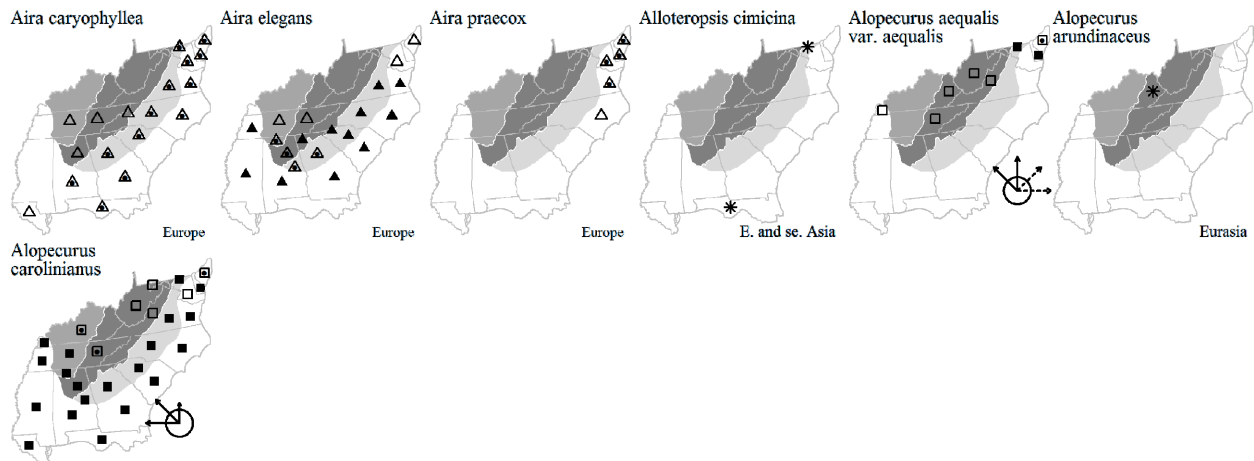 Aira caryophyllea
Europe
Aira elegans
Europe
Aira praecox
Europe
Alloteropsis cimicina
E. and se. Asia
Alopecurus aequalis
var. aequalis
Alopecurus
arundinaceus
Eurasia
Alopecurus
carolinianus